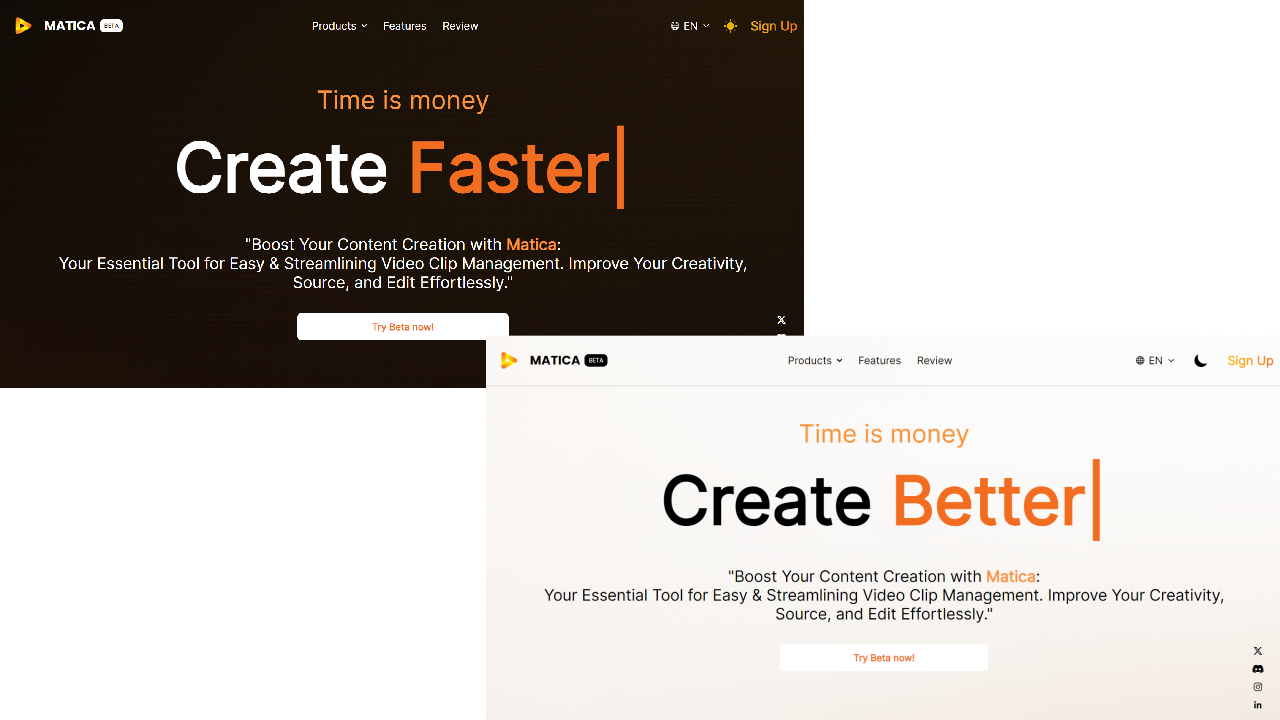 MATICA BETA
Products Features Review
EN Sign Up
Time is money
Create Faster
"Boost Your Content Creation with Matica:
Your Essential Tool for Easy & Streamlining Video Clip Management. Improve Your Creativity,
Source, and Edit Effortlessly."
Try Beta now!
MATICA BETA
Products Features Review
EN Sign Up
Time is money
Create Better
"Boost Your Content Creation with Matica:
Your Essential Tool for Easy & Streamlining Video Clip Management. Improve Your Creativity,
Source, and Edit Effortlessly."
Try Beta now!